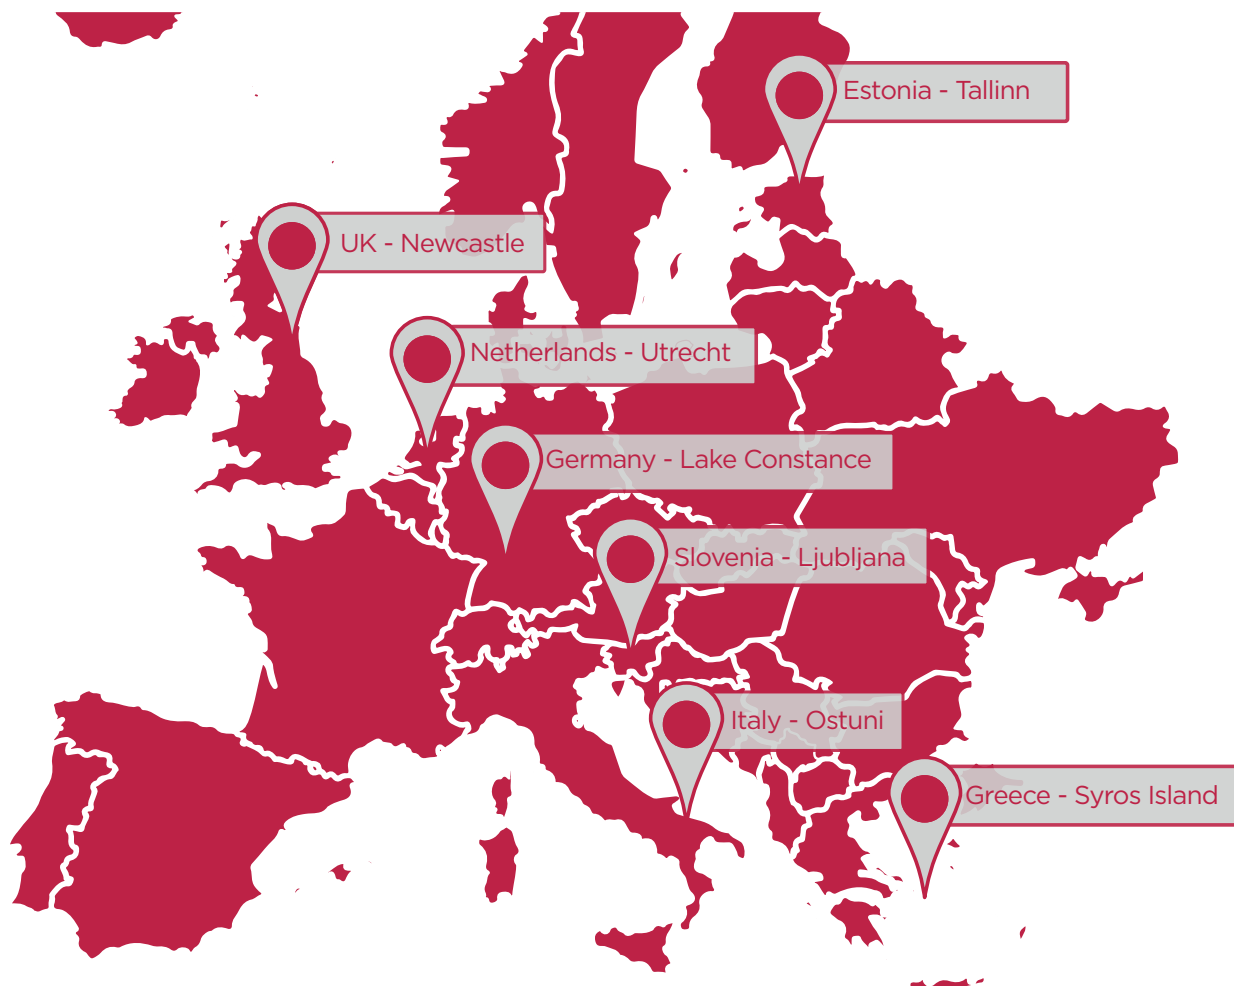 Estonia - Tallinn
UK - Newcastle
Netherlands - Utrecht
Germany - Lake Constance
Slovenia - Ljubljana
Italy - Ostuni
Greece - Syros Island